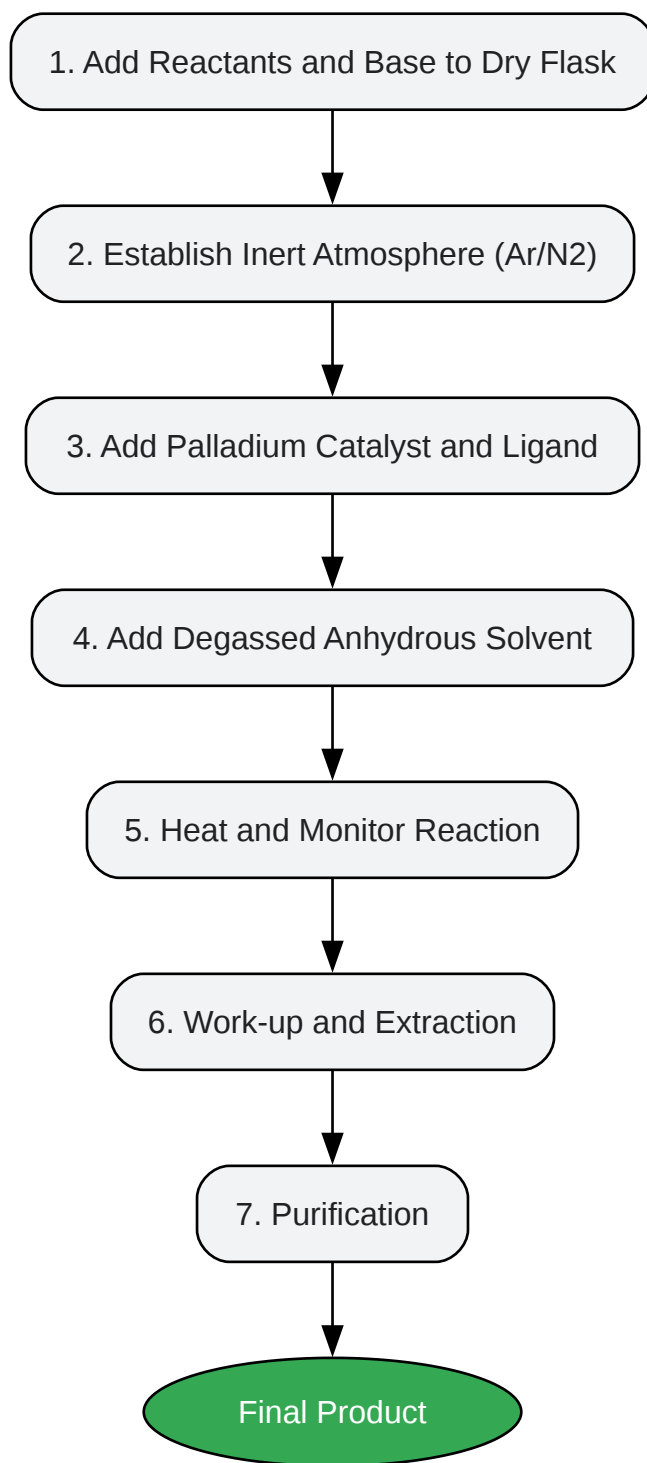 1. Add Reactants and Base to Dry Flask
2. Establish Inert Atmosphere (Ar/N2)
3. Add Palladium Catalyst and Ligand
4. Add Degassed Anhydrous Solvent
5. Heat and Monitor Reaction
6. Work-up and Extraction
7. Purification
Final Product